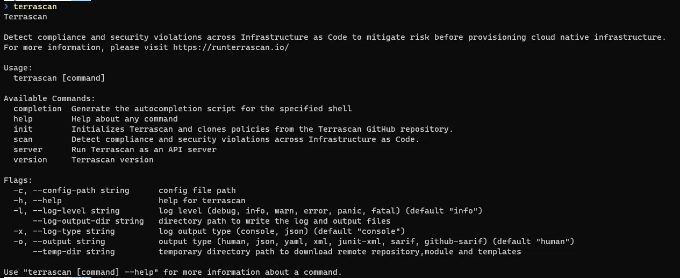 ❯ terrascan
Terrascan

Detect compliance and security violations across Infrastructure as Code to mitigate risk before provisioning cloud native infrastructure.
For more information, please visit https://runterrascan.io/

Usage:
  terrascan [command]

Available Commands:
  completion  Generate the autocompletion script for the specified shell
  help        Help about any command
  init        Initializes Terrascan and clones policies from the Terrascan GitHub repository.
  scan        Detect compliance and security violations across Infrastructure as Code.
  server      Run Terrascan as an API server
  version     Terrascan version

Flags:
  -c, --config-path string      config file path
  -h, --help                    help for terrascan
  -l, --log-level string        log level (debug, info, warn, error, panic, fatal) (default "info")
      --log-output-dir string   directory path to write the log and output files
  -x, --log-type string         log output type (console, json) (default "console")
  -o, --output string           output type (human, json, yaml, xml, junit-xml, sarif, github-sarif) (default "human")
      --temp-dir string         temporary directory path to download remote repository,module and templates

Use "terrascan [command] --help" for more information about a command.